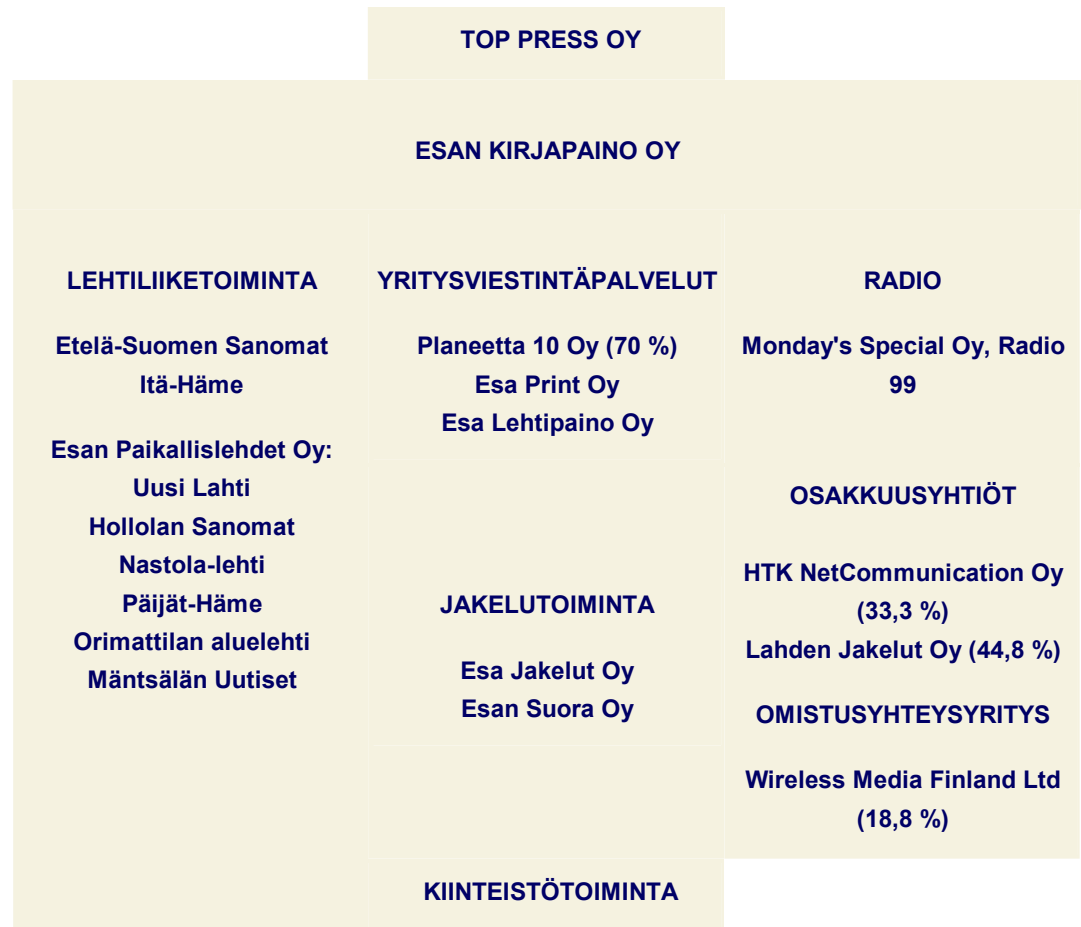 TOP PRESS OY
ESAN KIRJAPAINO OY
LEHTILIIKETOIMINTA
Etelä-Suomen Sanomat
Itä-Häme
Esan Paikallislehdet Oy:
Uusi Lahti
Hollolan Sanomat
Nastola-lehti
Päijät-Häme
Orimattilan aluelehti
Mäntsälän Uutiset
YRITYSVIESTINTÄPALVELUT
Planeetta 10 Oy (70 %)
Esa Print Oy
Esa Lehtipaino Oy
JAKELUTOIMINTA
Esa Jakelut Oy
Esan Suora Oy
RADIO
Monday's Special Oy, Radio
99
OSAKKUUSYHTIÖT
HTK NetCommunication Oy
(33,3 %)
Lahden Jakelut Oy (44,8 %)
OMISTUSYHTEYSYRITYS
Wireless Media Finland Ltd
(18,8 %)
KIINTEISTÖTOIMINTA